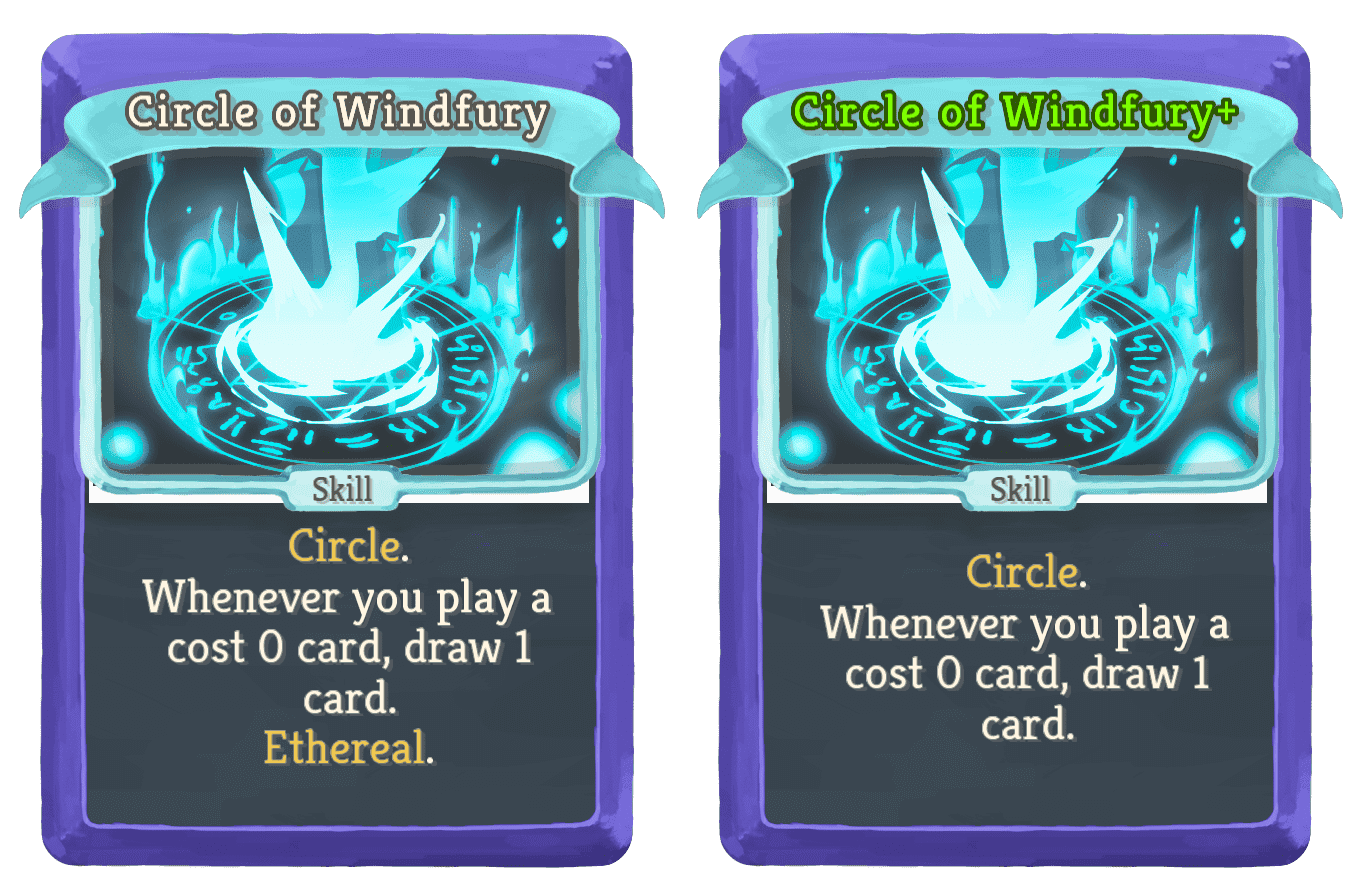 Circle of Windfury
Skill
Circle.
Whenever you play a
cost 0 card, draw 1
card.
Ethereal.
Circle of Windfury+
Skill
Circle.
Whenever you play a
cost 0 card, draw 1
card.